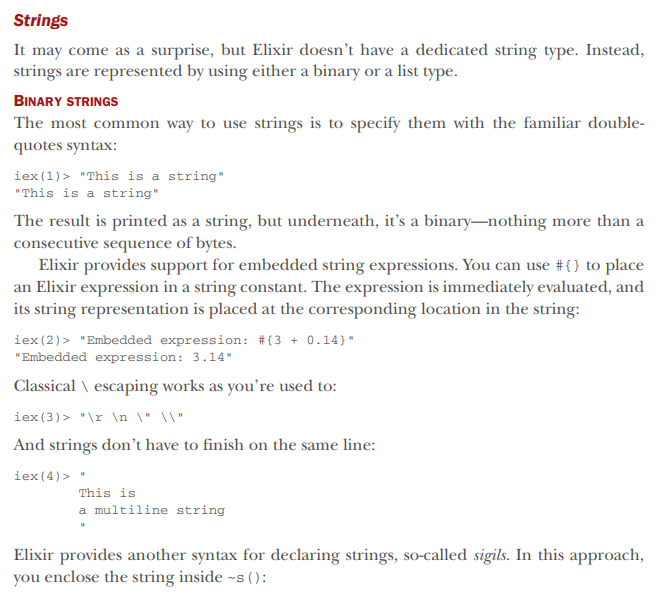 Strings
It may come as a surprise, but Elixir doesn't have a dedicated string type. Instead,
strings are represented by using either a binary or a list type.
BINARY STRINGS
The most common way to use strings is to specify them with the familiar double-
quotes syntax:
iex(1)> "This is a string"
"This is a string"
The result is printed as a string, but underneath, it's a binary—nothing more than a
consecutive sequence of bytes.
Elixir provides support for embedded string expressions. You can use #{} to place
an Elixir expression in a string constant. The expression is immediately evaluated, and
its string representation is placed at the corresponding location in the string:
iex(2)> "Embedded expression: #{3 + 0.14}"
"Embedded expression: 3.14"
Classical \ escaping works as you're used to:
iex(3)> "\r \n \" \\"
And strings don't have to finish on the same line:
iex(4)> "
This is
a multiline string
"
Elixir provides another syntax for declaring strings, so-called sigils. In this approach,
you enclose the string inside ~s():